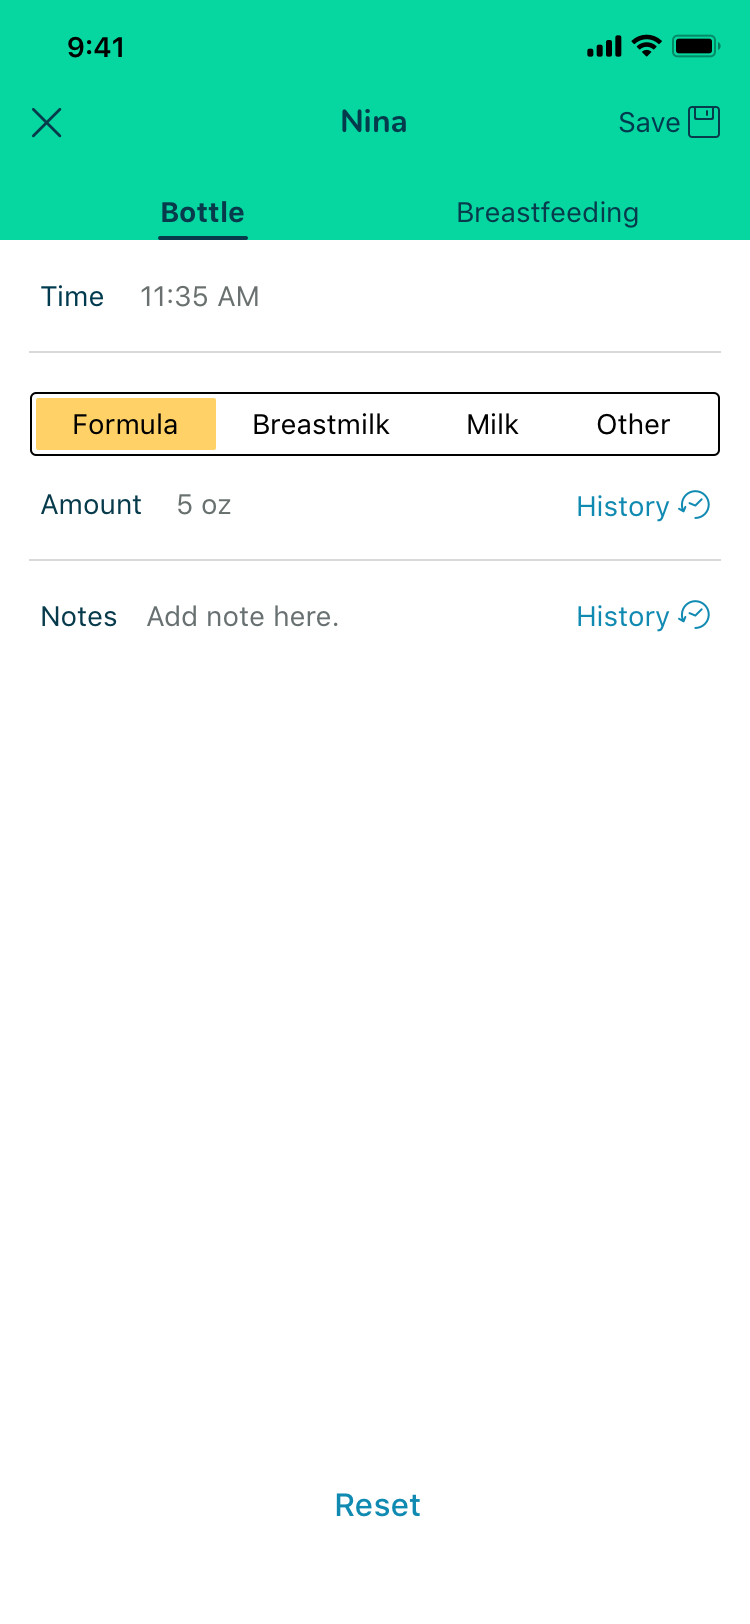 9:41
Nina
Save
Bottle Breastfeeding
Time 11:35 AM
Formula Breastmilk Milk Other
Amount 5 oz History
Notes Add note here. History
Reset